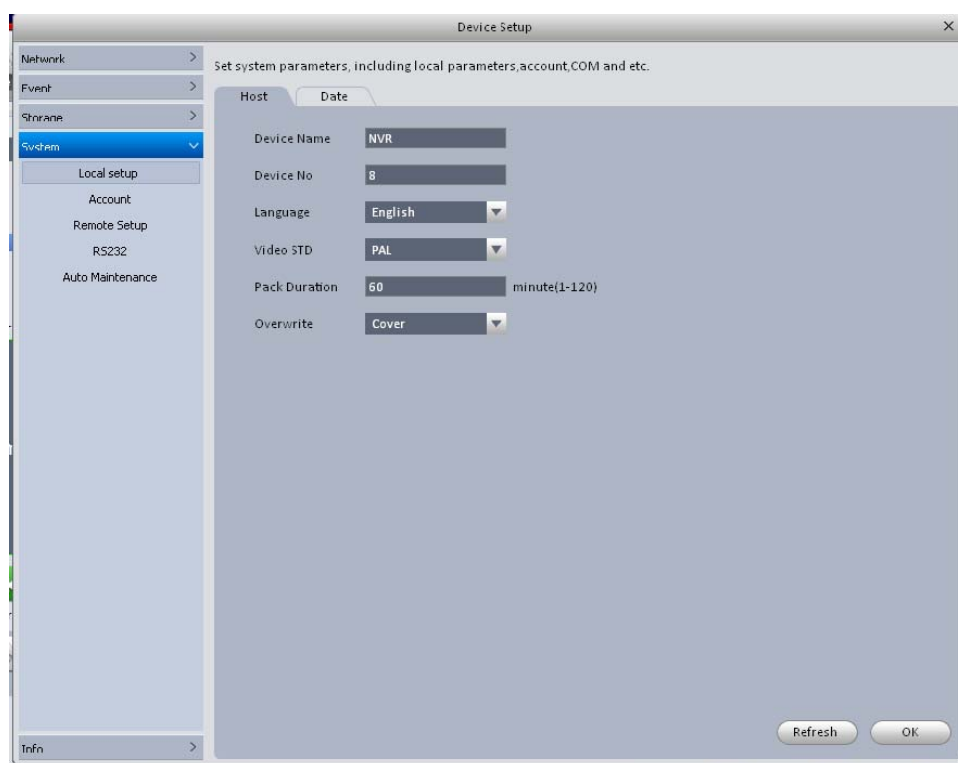 Device Setup
Network
Event
Storage
System
Local setup
Account
Remote Setup
RS232
Auto Maintenance
Info
Set system parameters, including local parameters,account,COM and etc.
Host Date
Device Name NVR
Device No 8
Language English
Video STD PAL
Pack Duration 60 minute(1-120)
Overwrite Cover
Refresh OK